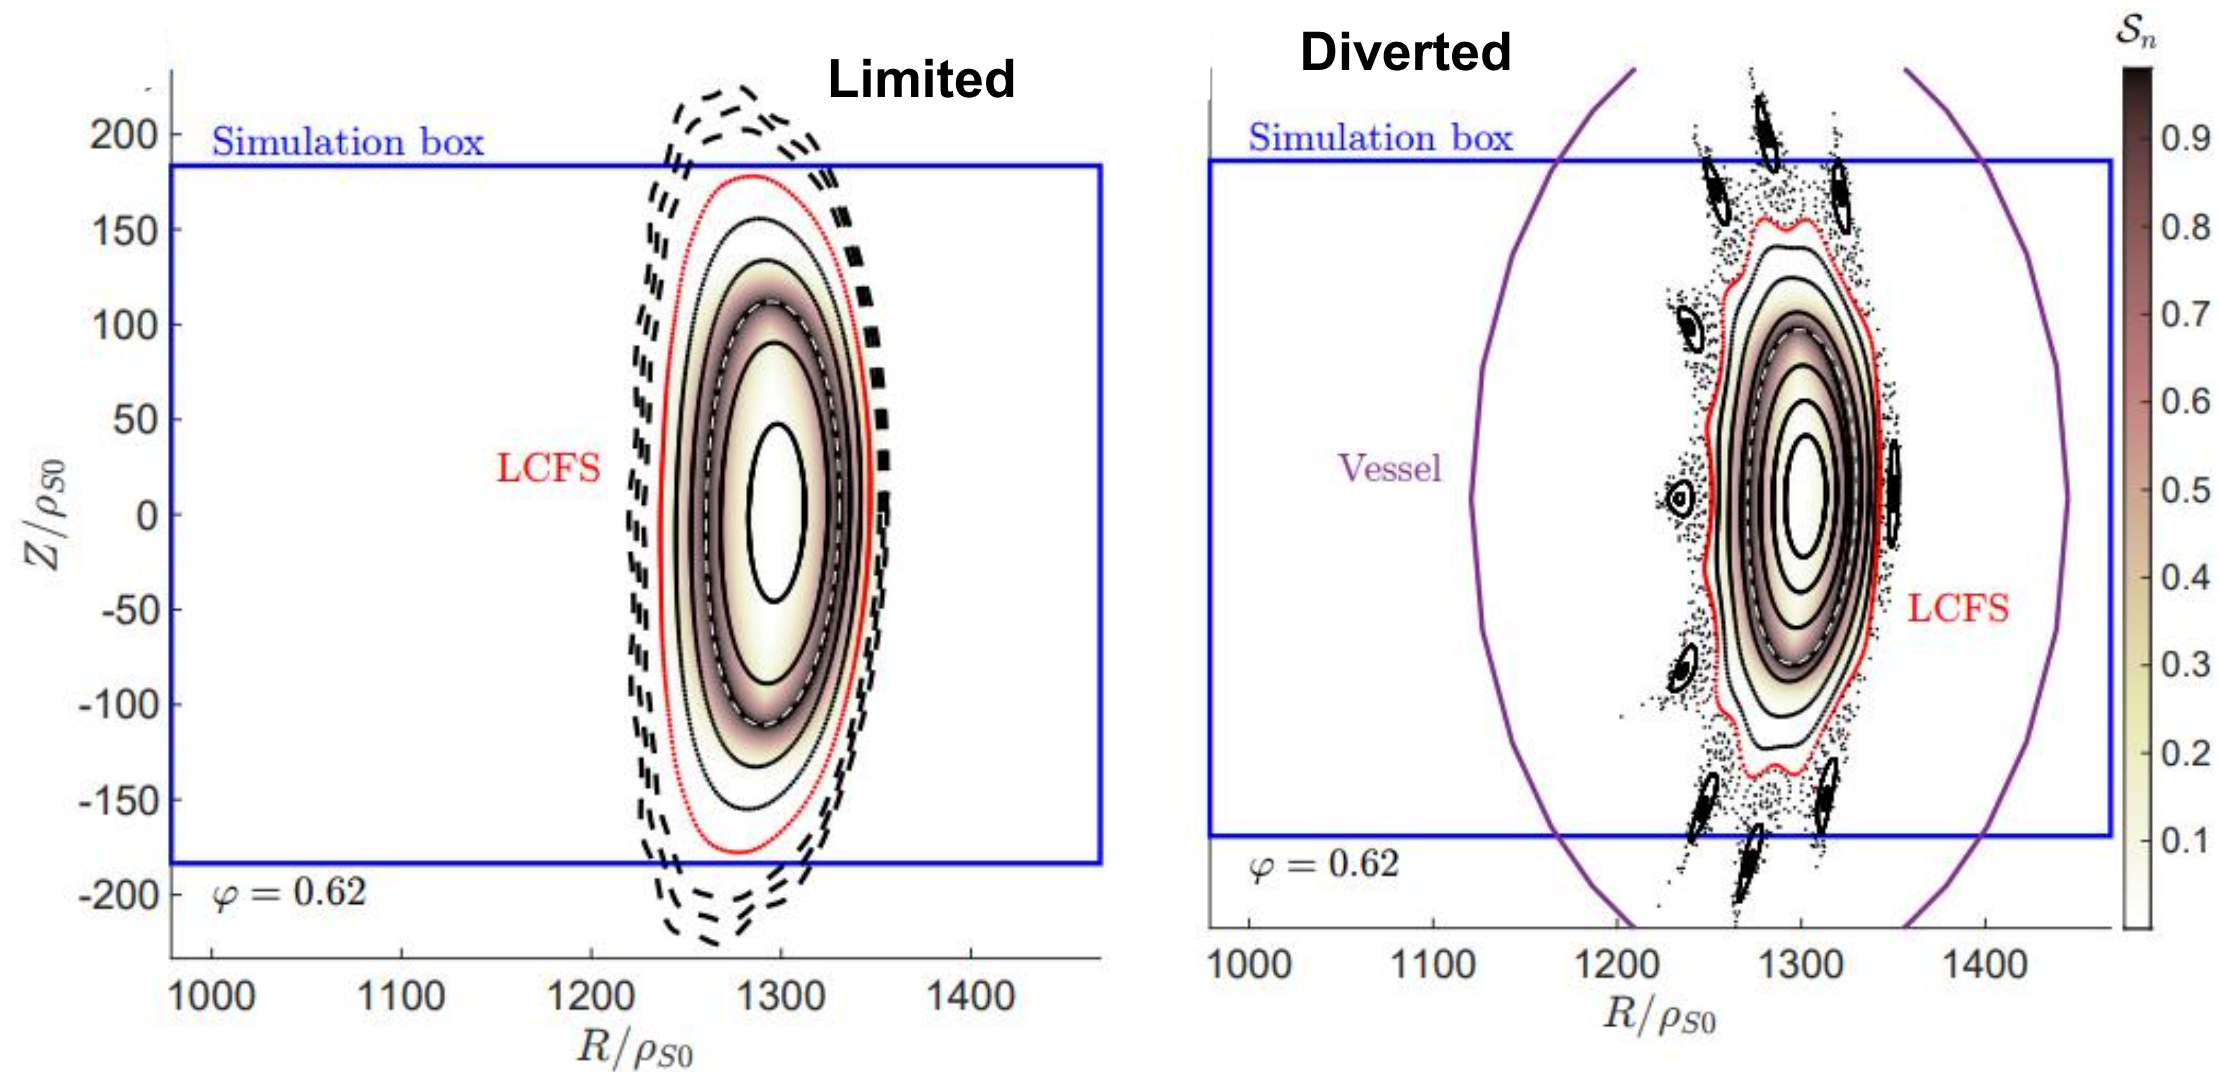 Limited
Simulation box
200
150
100
50
0
-50
-100
-150
-200
Z/ρS0
LCFS
φ = 0.62
1000 1100 1200 1300 1400
R/ρS0
Diverted
Simulation box
Vessel
LCFS
φ = 0.62
1000 1100 1200 1300 1400
R/ρS0
Sn
0.9
0.8
0.7
0.6
0.5
0.4
0.3
0.2
0.1